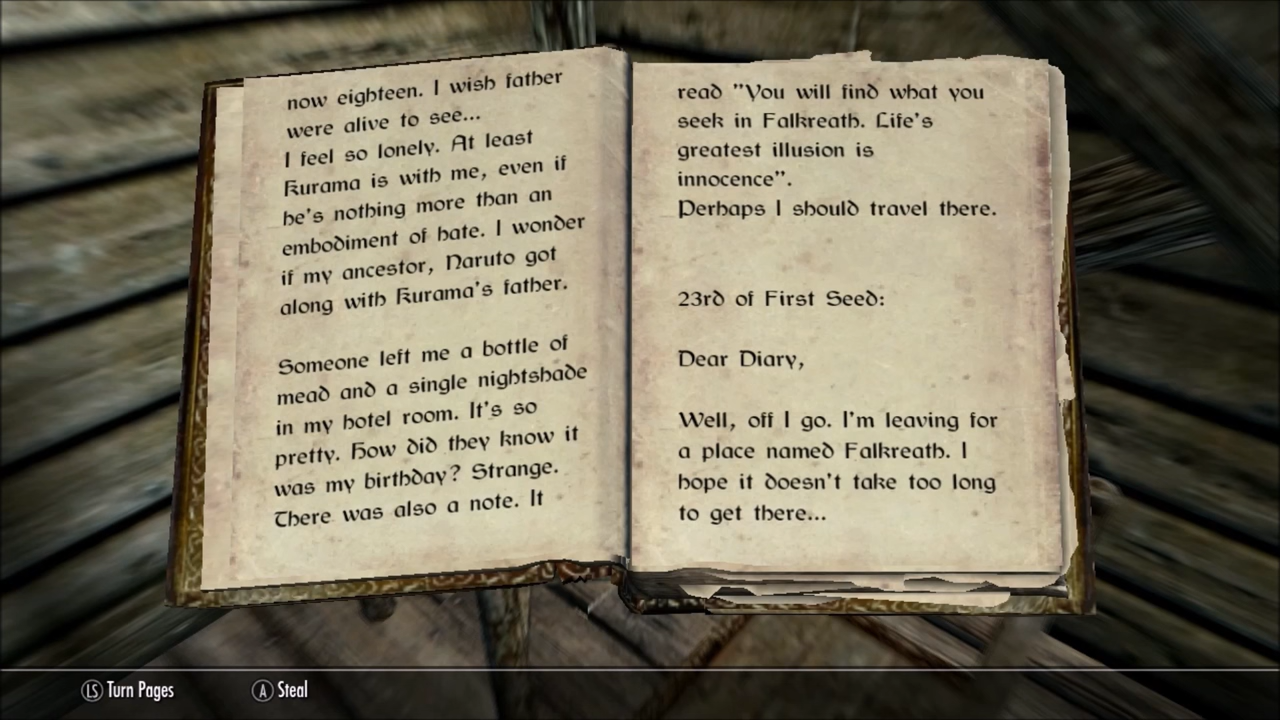 now eighteen. I wish father
were alive to see...
I feel so lonely. At least
Kurama is with me, even if
he's nothing more than an
embodiment of hate. I wonder
if my ancestor, Naruto got
along with Kurama's father.
Someone left me a bottle of
mead and a single nightshade
in my hotel room. It's so
pretty. How did they know it
was my birthday? Strange.
There was also a note. It
read "You will find what you
seek in Falkreath. Life's
greatest illusion is
innocence".
Perhaps I should travel there.
23rd of First Seed:
Dear Diary,
Well, off I go. I'm leaving for
a place named Falkreath. I
hope it doesn't take too long
to get there...
LS Turn Pages
A Steal